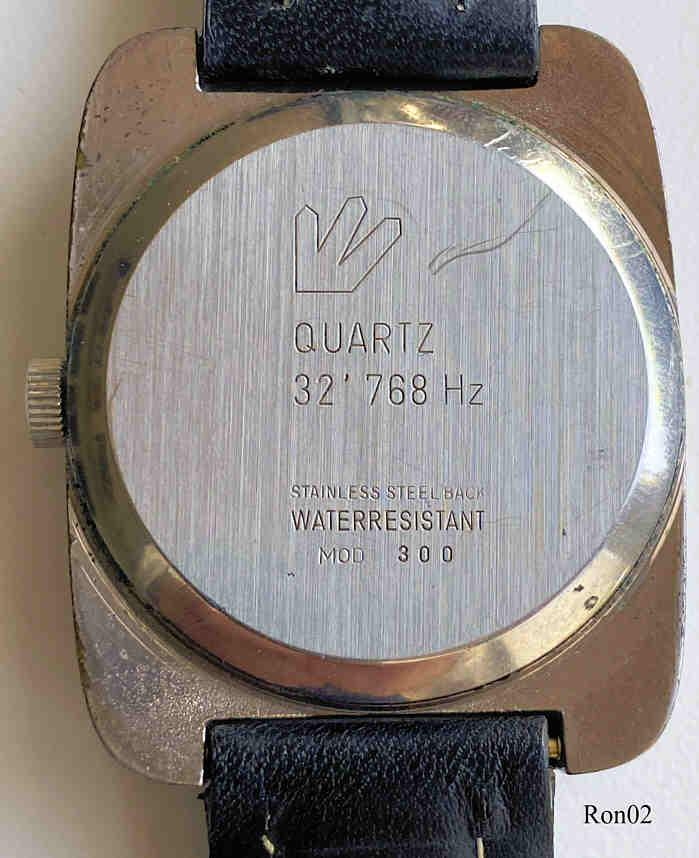 QUARTZ
32' 768 Hz
STAINLESS STEEL BACK
WATERRESISTANT
MOD 300
Ron02